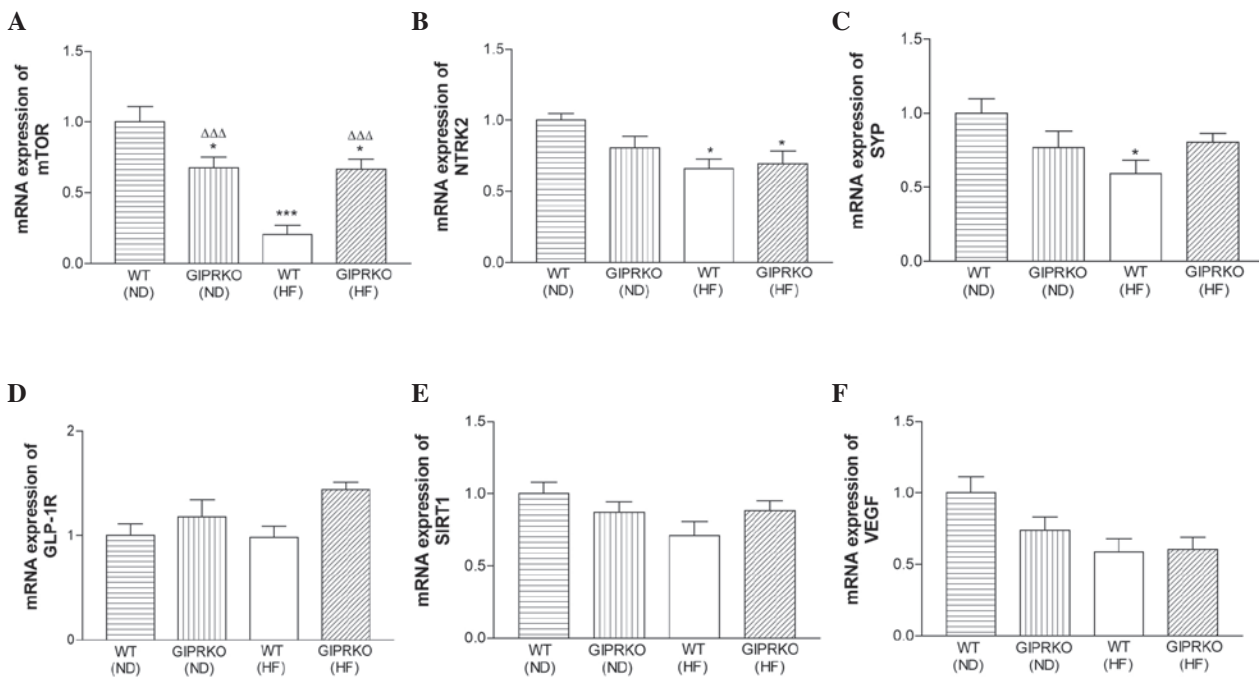 A
mRNA expression of
mTOR
1.5
1.0
0.5
0.0
ΔΔΔ
*
***
ΔΔΔ
*
WT GIPRKO WT GIPRKO
(ND) (ND) (HF) (HF)
B
mRNA expression of
NTRK2
1.5
1.0
0.5
0.0
*
*
WT GIPRKO WT GIPRKO
(ND) (ND) (HF) (HF)
C
mRNA expression of
SYP
1.5
1.0
0.5
0.0
*
WT GIPRKO WT GIPRKO
(ND) (ND) (HF) (HF)
D
mRNA expression of
GLP-1R
2
1
0
WT GIPRKO WT GIPRKO
(ND) (ND) (HF) (HF)
E
mRNA expression of
SIRT1
1.5
1.0
0.5
0.0
WT GIPRKO WT GIPRKO
(ND) (ND) (HF) (HF)
F
mRNA expression of
VEGF
1.5
1.0
0.5
0.0
WT GIPRKO WT GIPRKO
(ND) (ND) (HF) (HF)